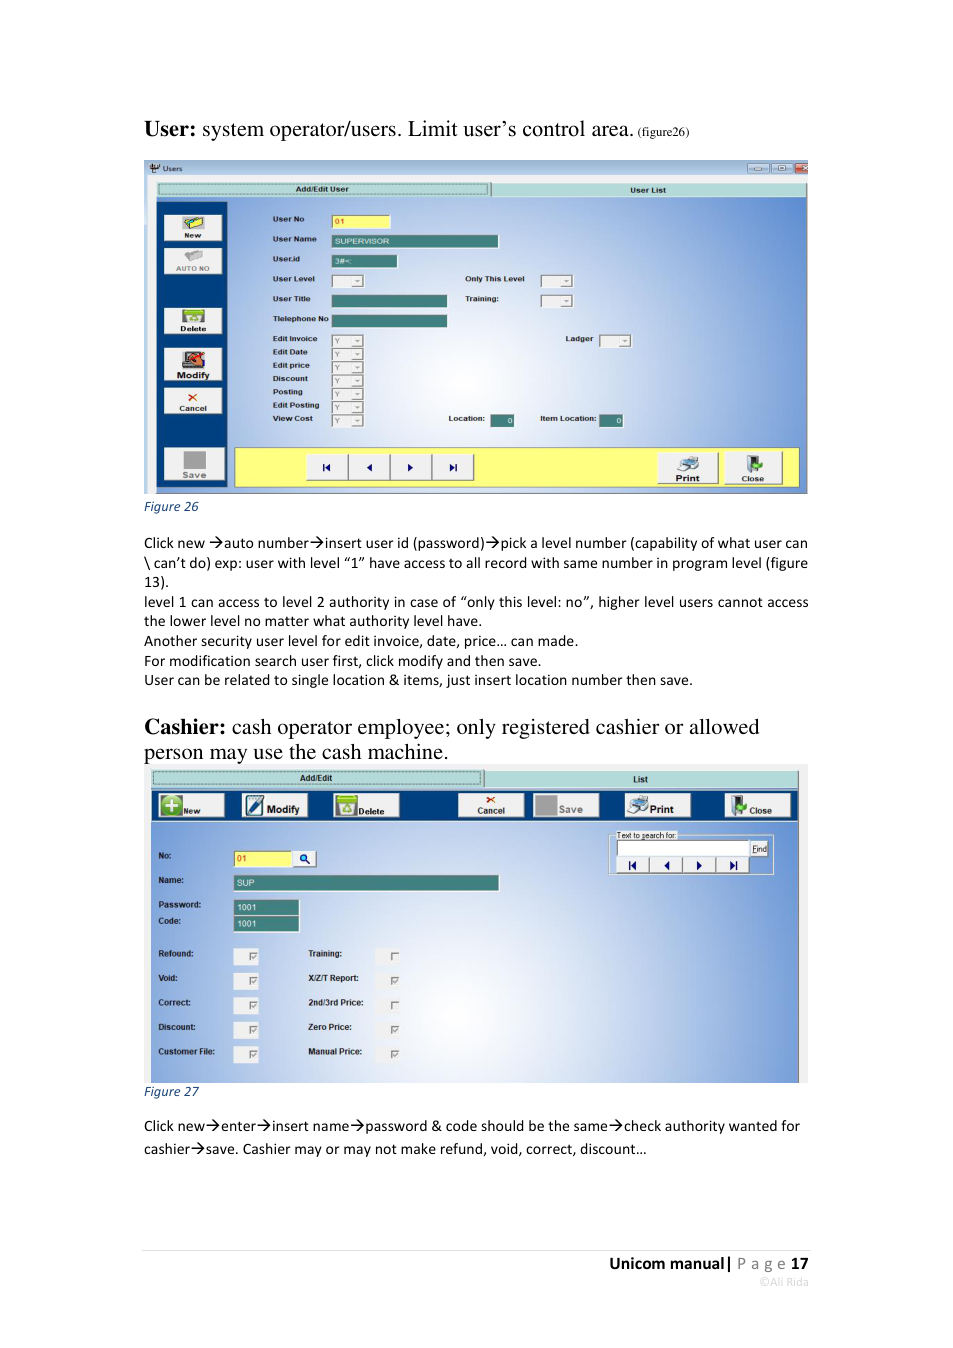 User: system operator/users. Limit user's control area. (figure26)
Users
Add/Edit User
User List
New
AUTO NO
Delete
Modify
Cancel
Save
User No 01
User Name SUPERVISOR
User.id 3#<:
User Level Only This Level
User Title Training:
Tlelephone No
Edit Invoice Y Ladger
Edit Date Y
Edit price Y
Discount Y
Posting Y
Edit Posting Y
View Cost Y Location: 0 Item Location: 0
Print
Close
Figure 26
Click new →auto number→insert user id (password)→pick a level number (capability of what user can
\ can't do) exp: user with level "1" have access to all record with same number in program level (figure
13).
level 1 can access to level 2 authority in case of "only this level: no", higher level users cannot access
the lower level no matter what authority level have.
Another security user level for edit invoice, date, price… can made.
For modification search user first, click modify and then save.
User can be related to single location & items, just insert location number then save.
Cashier: cash operator employee; only registered cashier or allowed
person may use the cash machine.
Add/Edit
List
New Modify Delete Cancel Save Print Close
Text to search for:
Find
No: 01
Name: SUP
Password: 1001
Code: 1001
Refound: Training:
Void: X/Z/T Report:
Correct: 2nd/3rd Price:
Discount: Zero Price:
Customer File: Manual Price:
Figure 27
Click new→enter→insert name→password & code should be the same→check authority wanted for
cashier→save. Cashier may or may not make refund, void, correct, discount…
Unicom manual| P a g e 17
©Ali Rida